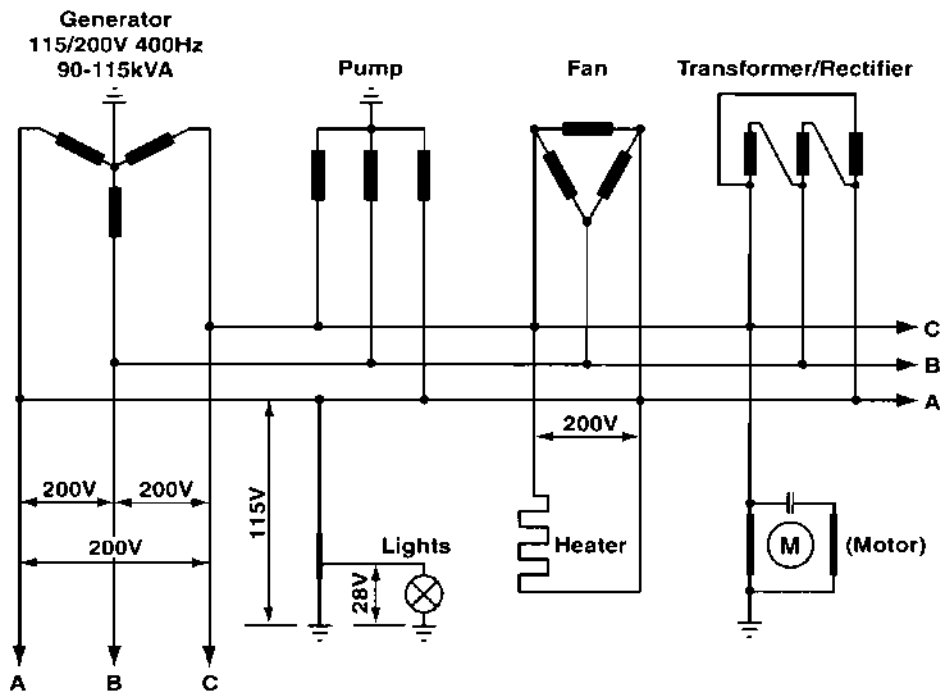 Generator
115/200V 400Hz
90-115kVA
Pump
Fan
Transformer/Rectifier
C
B
A
200V
200V
200V
200V
115V
Lights
28V
Heater
M
(Motor)
A
B
C